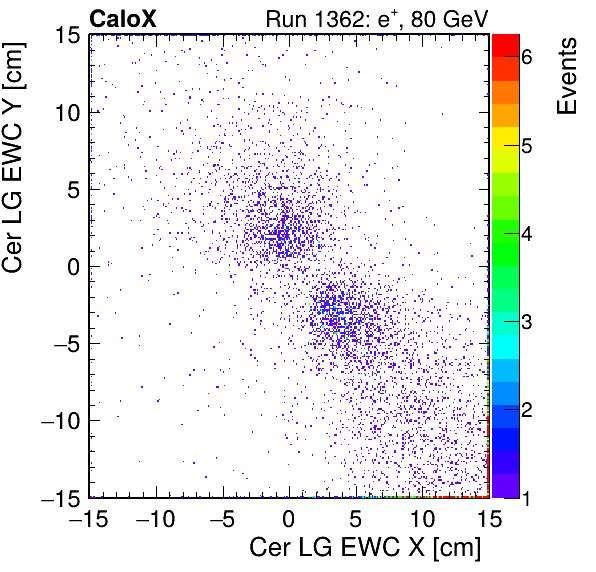 CaloX
Run 1362: e+, 80 GeV
Cer LG EWC Y [cm]
15
10
5
0
−5
−10
−15
−15 −10 −5 0 5 10 15
Cer LG EWC X [cm]
Events
6
5
4
3
2
1